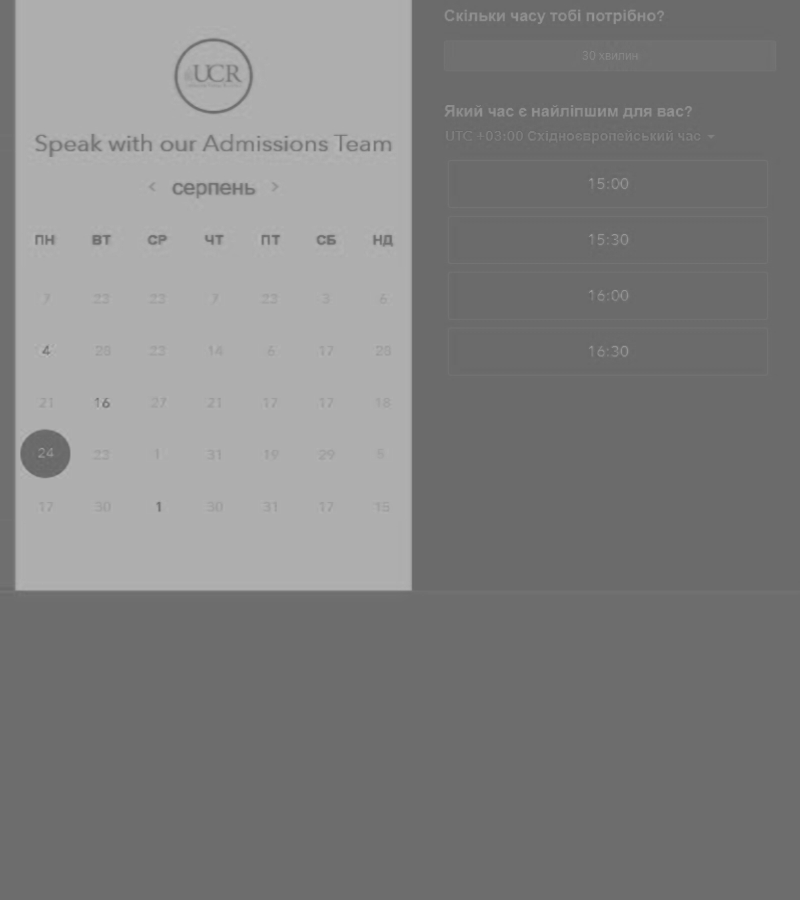 UCR
Speak with our Admissions Team
серпень
ПН ВТ СР ЧТ ПТ СБ НД
7 22 23 7 23 3 6
4 28 23 14 6 17 28
21 16 27 21 17 17 18
24 22 1 31 19 29 5
17 30 1 30 31 17 15
Скільки часу тобі потрібно?
30 хвилин
Який час є найліпшим для вас?
UTC +03:00 Східноєвропейський час
15:00
15:30
16:00
16:30